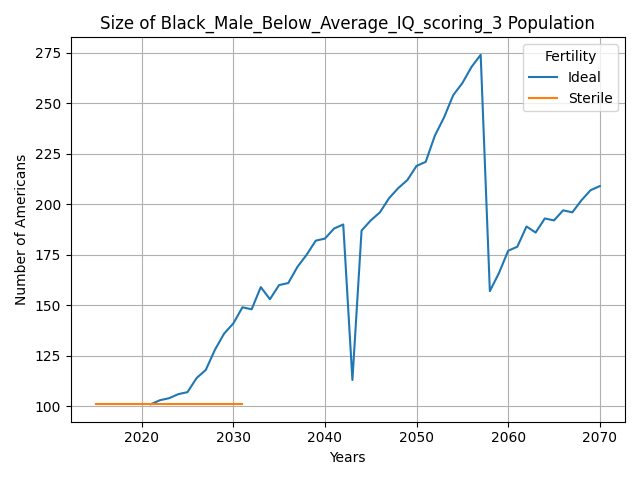 Size of Black_Male_Below_Average_IQ_scoring_3 Population
Number of Americans
275
250
225
200
175
150
125
100
Fertility
Ideal
Sterile
2020 2030 2040 2050 2060 2070
Years